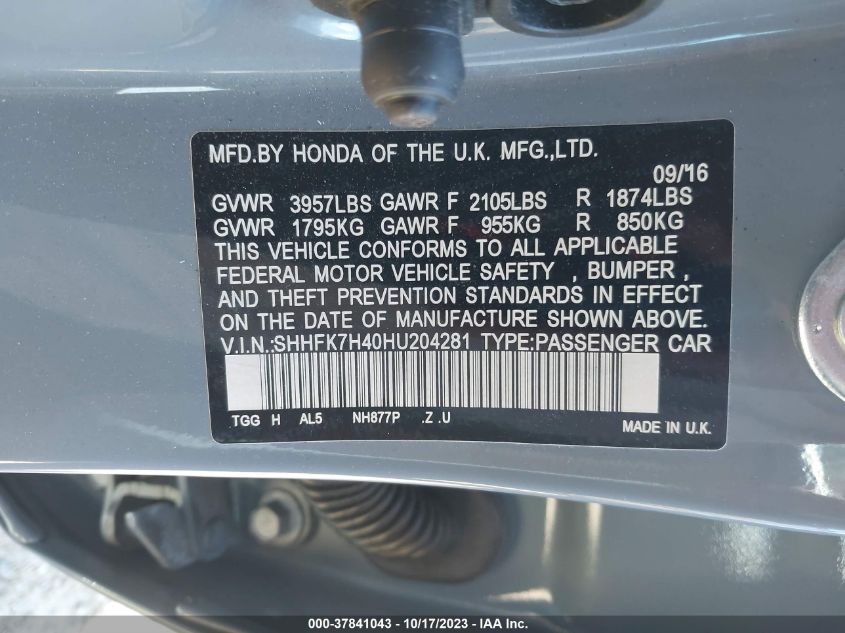 MFD.BY HONDA OF THE U.K. MFG.,LTD.
09/16
GVWR 3957LBS GAWR F 2105LBS R 1874LBS
GVWR 1795KG GAWR F 955KG R 850KG
THIS VEHICLE CONFORMS TO ALL APPLICABLE
FEDERAL MOTOR VEHICLE SAFETY , BUMPER ,
AND THEFT PREVENTION STANDARDS IN EFFECT
ON THE DATE OF MANUFACTURE SHOWN ABOVE.
V.I.N.:SHHFK7H40HU204281 TYPE:PASSENGER CAR
TGG H AL5 NH877P .Z .U
MADE IN U.K.
000-37841043 | 10/17/2023 | IAAI.com